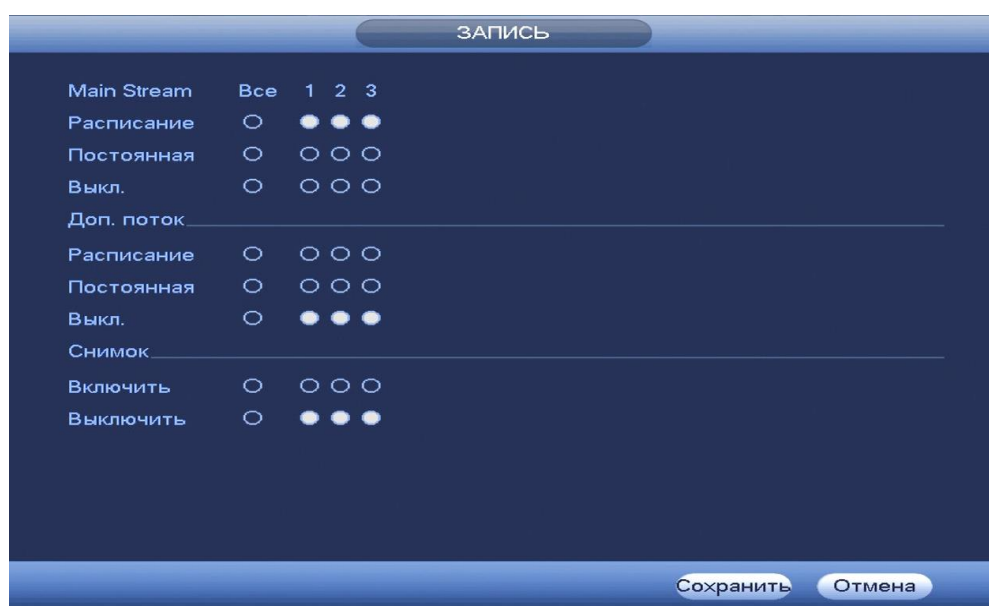 ЗАПИСЬ
Main Stream Все 1 2 3
Расписание
Постоянная
Выкл.
Доп. поток
Расписание
Постоянная
Выкл.
Снимок
Включить
Выключить
Сохранить Отмена